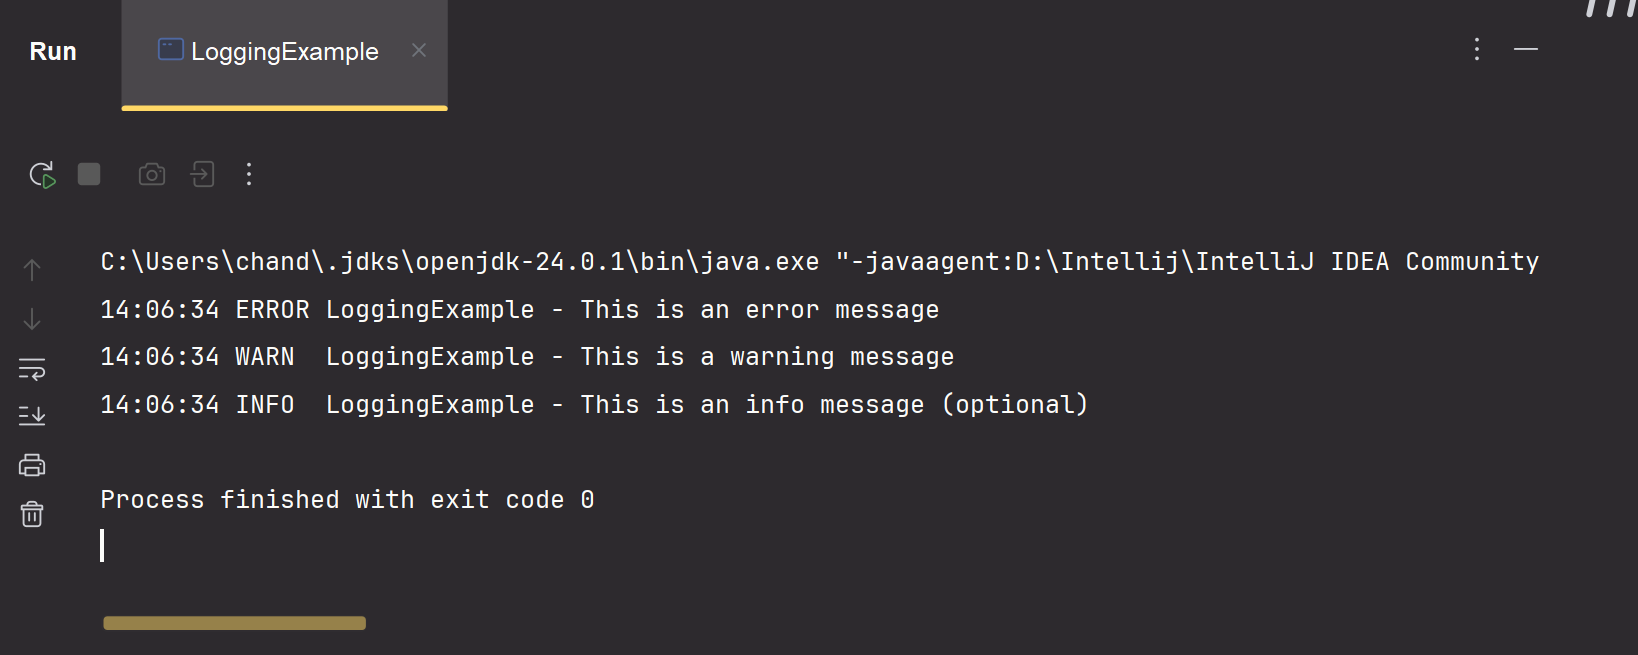 Run
LoggingExample
C:\Users\chand\.jdks\openjdk-24.0.1\bin\java.exe "-javaagent:D:\Intellij\IntelliJ IDEA Community
14:06:34 ERROR LoggingExample - This is an error message
14:06:34 WARN  LoggingExample - This is a warning message
14:06:34 INFO  LoggingExample - This is an info message (optional)
Process finished with exit code 0